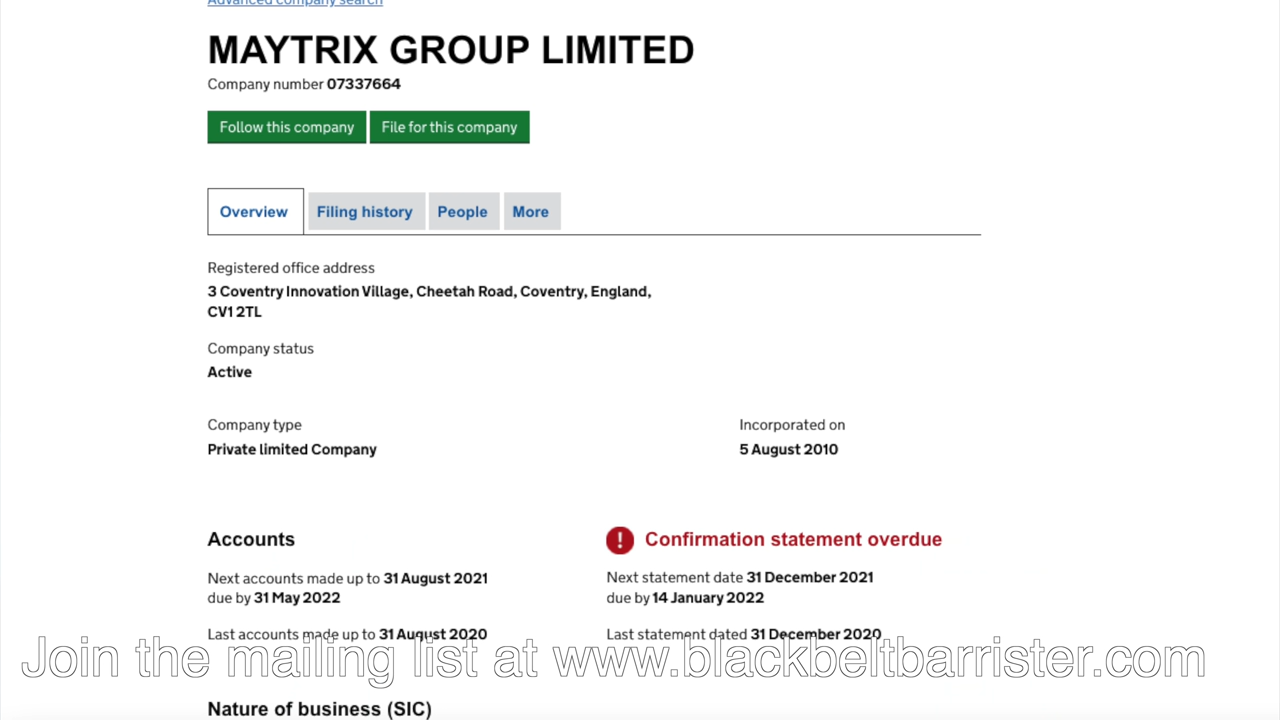 Advanced company search
MAYTRIX GROUP LIMITED
Company number 07337664
Follow this company File for this company
Overview Filing history People More
Registered office address
3 Coventry Innovation Village, Cheetah Road, Coventry, England,
CV1 2TL
Company status
Active
Company type Incorporated on
Private limited Company 5 August 2010
Accounts ! Confirmation statement overdue
Next accounts made up to 31 August 2021 Next statement date 31 December 2021
due by 31 May 2022 due by 14 January 2022
Last accounts made up to 31 August 2020 Last statement dated 31 December 2020
Join the mailing list at www.blackbeltbarrister.com
Nature of business (SIC)